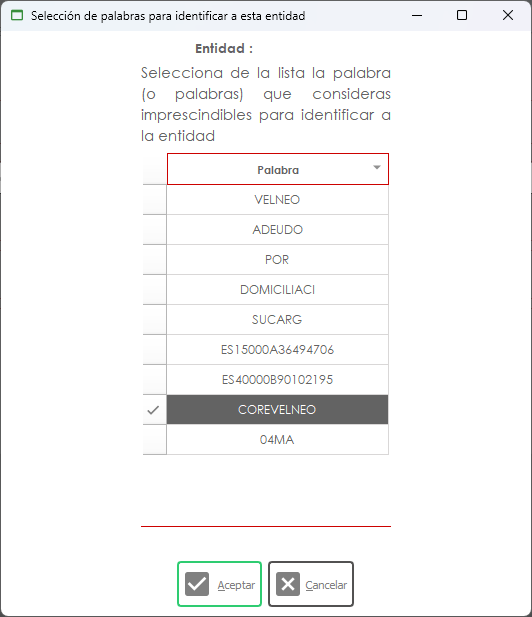 Selección de palabras para identificar a esta entidad
Entidad :
Selecciona de la lista la palabra
(o palabras) que consideras
imprescindibles para identificar a
la entidad
Palabra
VELNEO
ADEUDO
POR
DOMICILIACI
SUCARG
ES15000A36494706
ES40000B90102195
COREVELNEO
04MA
Aceptar
Cancelar